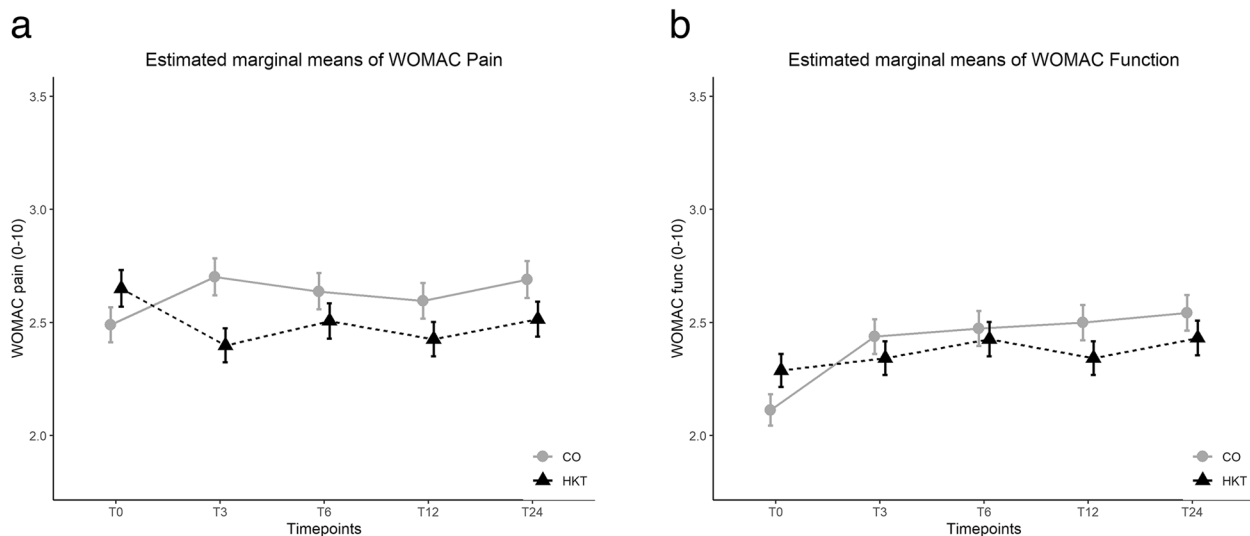 a
Estimated marginal means of WOMAC Pain
WOMAC pain (0-10)
3.5
3.0
2.5
2.0
CO
HKT
T0 T3 T6 T12 T24
Timepoints
b
Estimated marginal means of WOMAC Function
WOMAC func (0-10)
3.5
3.0
2.5
2.0
CO
HKT
T0 T3 T6 T12 T24
Timepoints